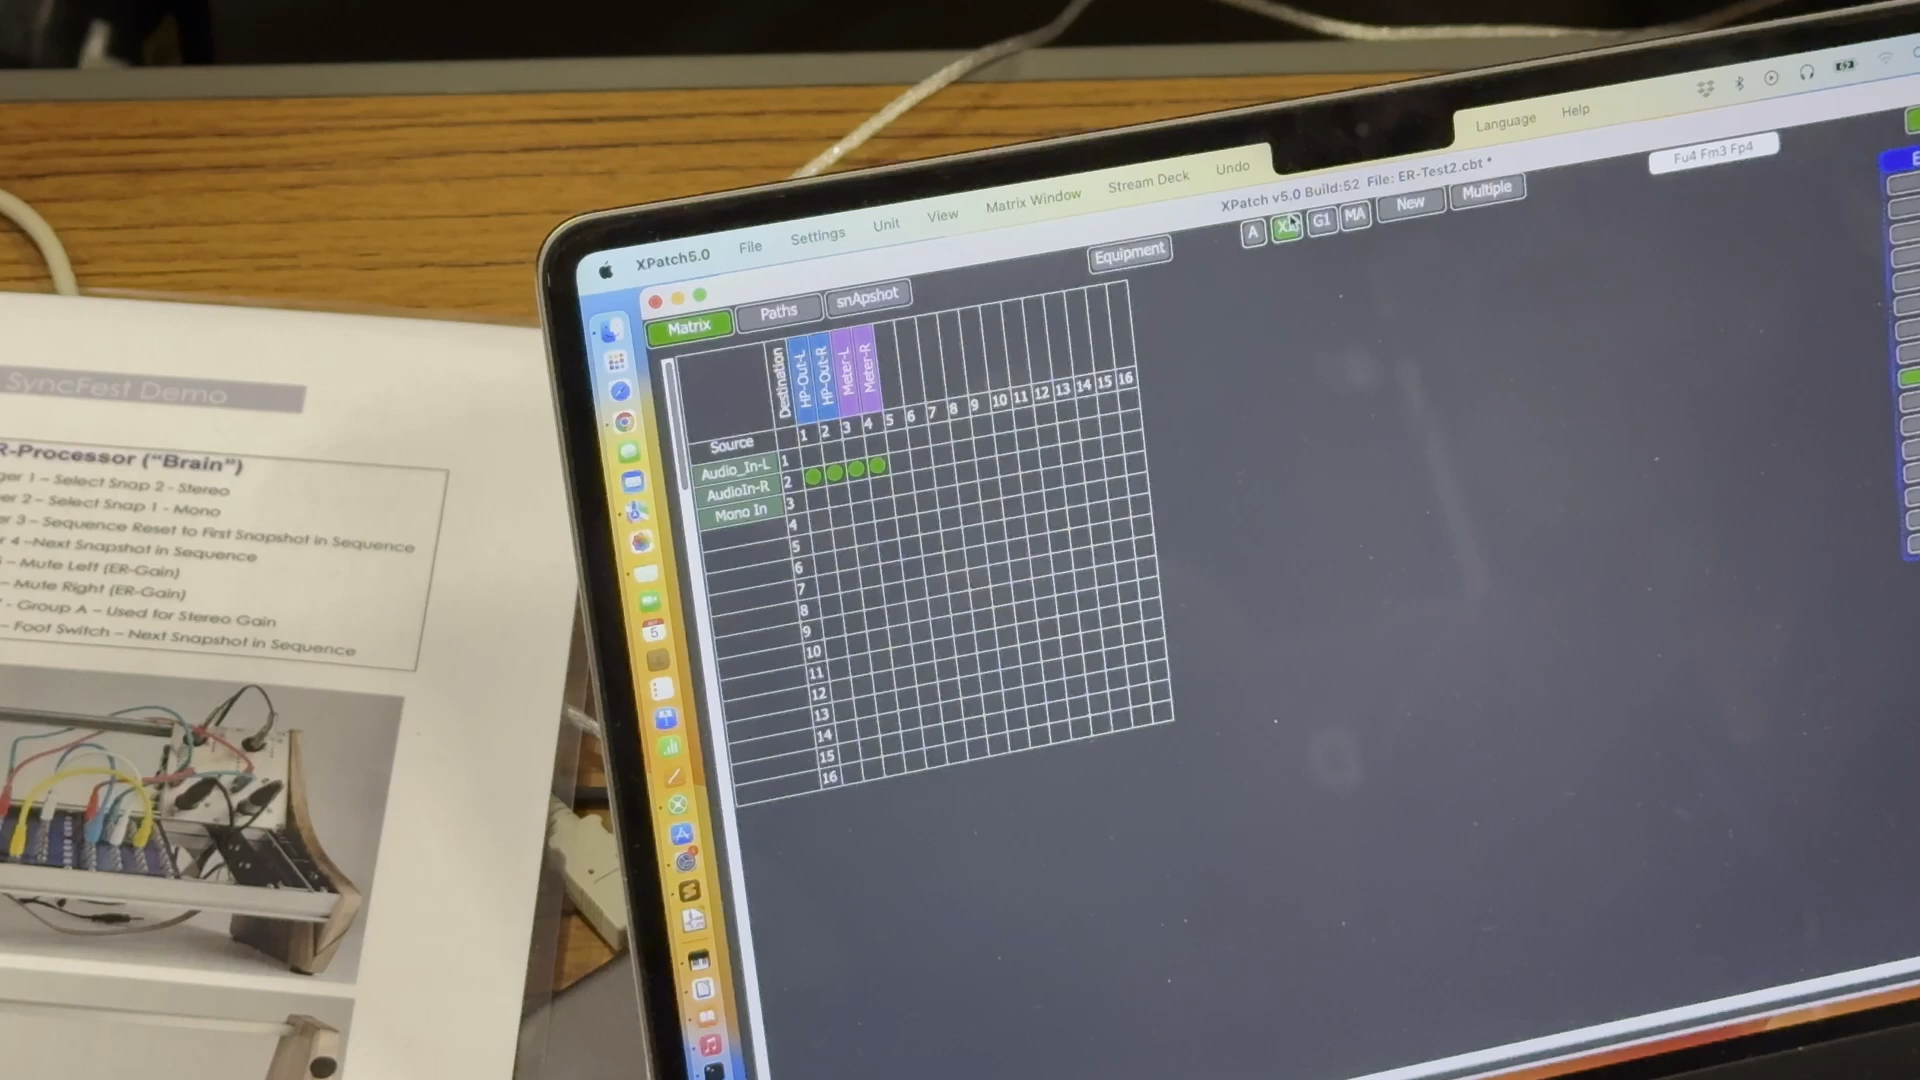 SyncFest Demo
R-Processor ("Brain")
ger 1 – Select Snap 2 - Stereo
er 2 – Select Snap 1 - Mono
er 3 – Sequence Reset to First Snapshot in Sequence
r 4 –Next Snapshot in Sequence
– Mute Left (ER-Gain)
– Mute Right (ER-Gain)
- Group A – Used for Stereo Gain
– Foot Switch – Next Snapshot in Sequence
XPatch5.0 File Settings Unit View Matrix Window Stream Deck Undo Language Help
XPatch v5.0 Build:52 File: ER-Test2.cbt *
Fu4 Fm3 Fp4
Matrix Paths snApshot Equipment A G1 MA New Multiple
Destination HP-Out-L HP-Out-R Meter-L Meter-R
Source 1 2 3 4 5 6 7 8 9 10 11 12 13 14 15 16
Audio_In-L 1
AudioIn-R 2
Mono In 3
4
5
6
7
8
9
10
11
12
13
14
15
16
5